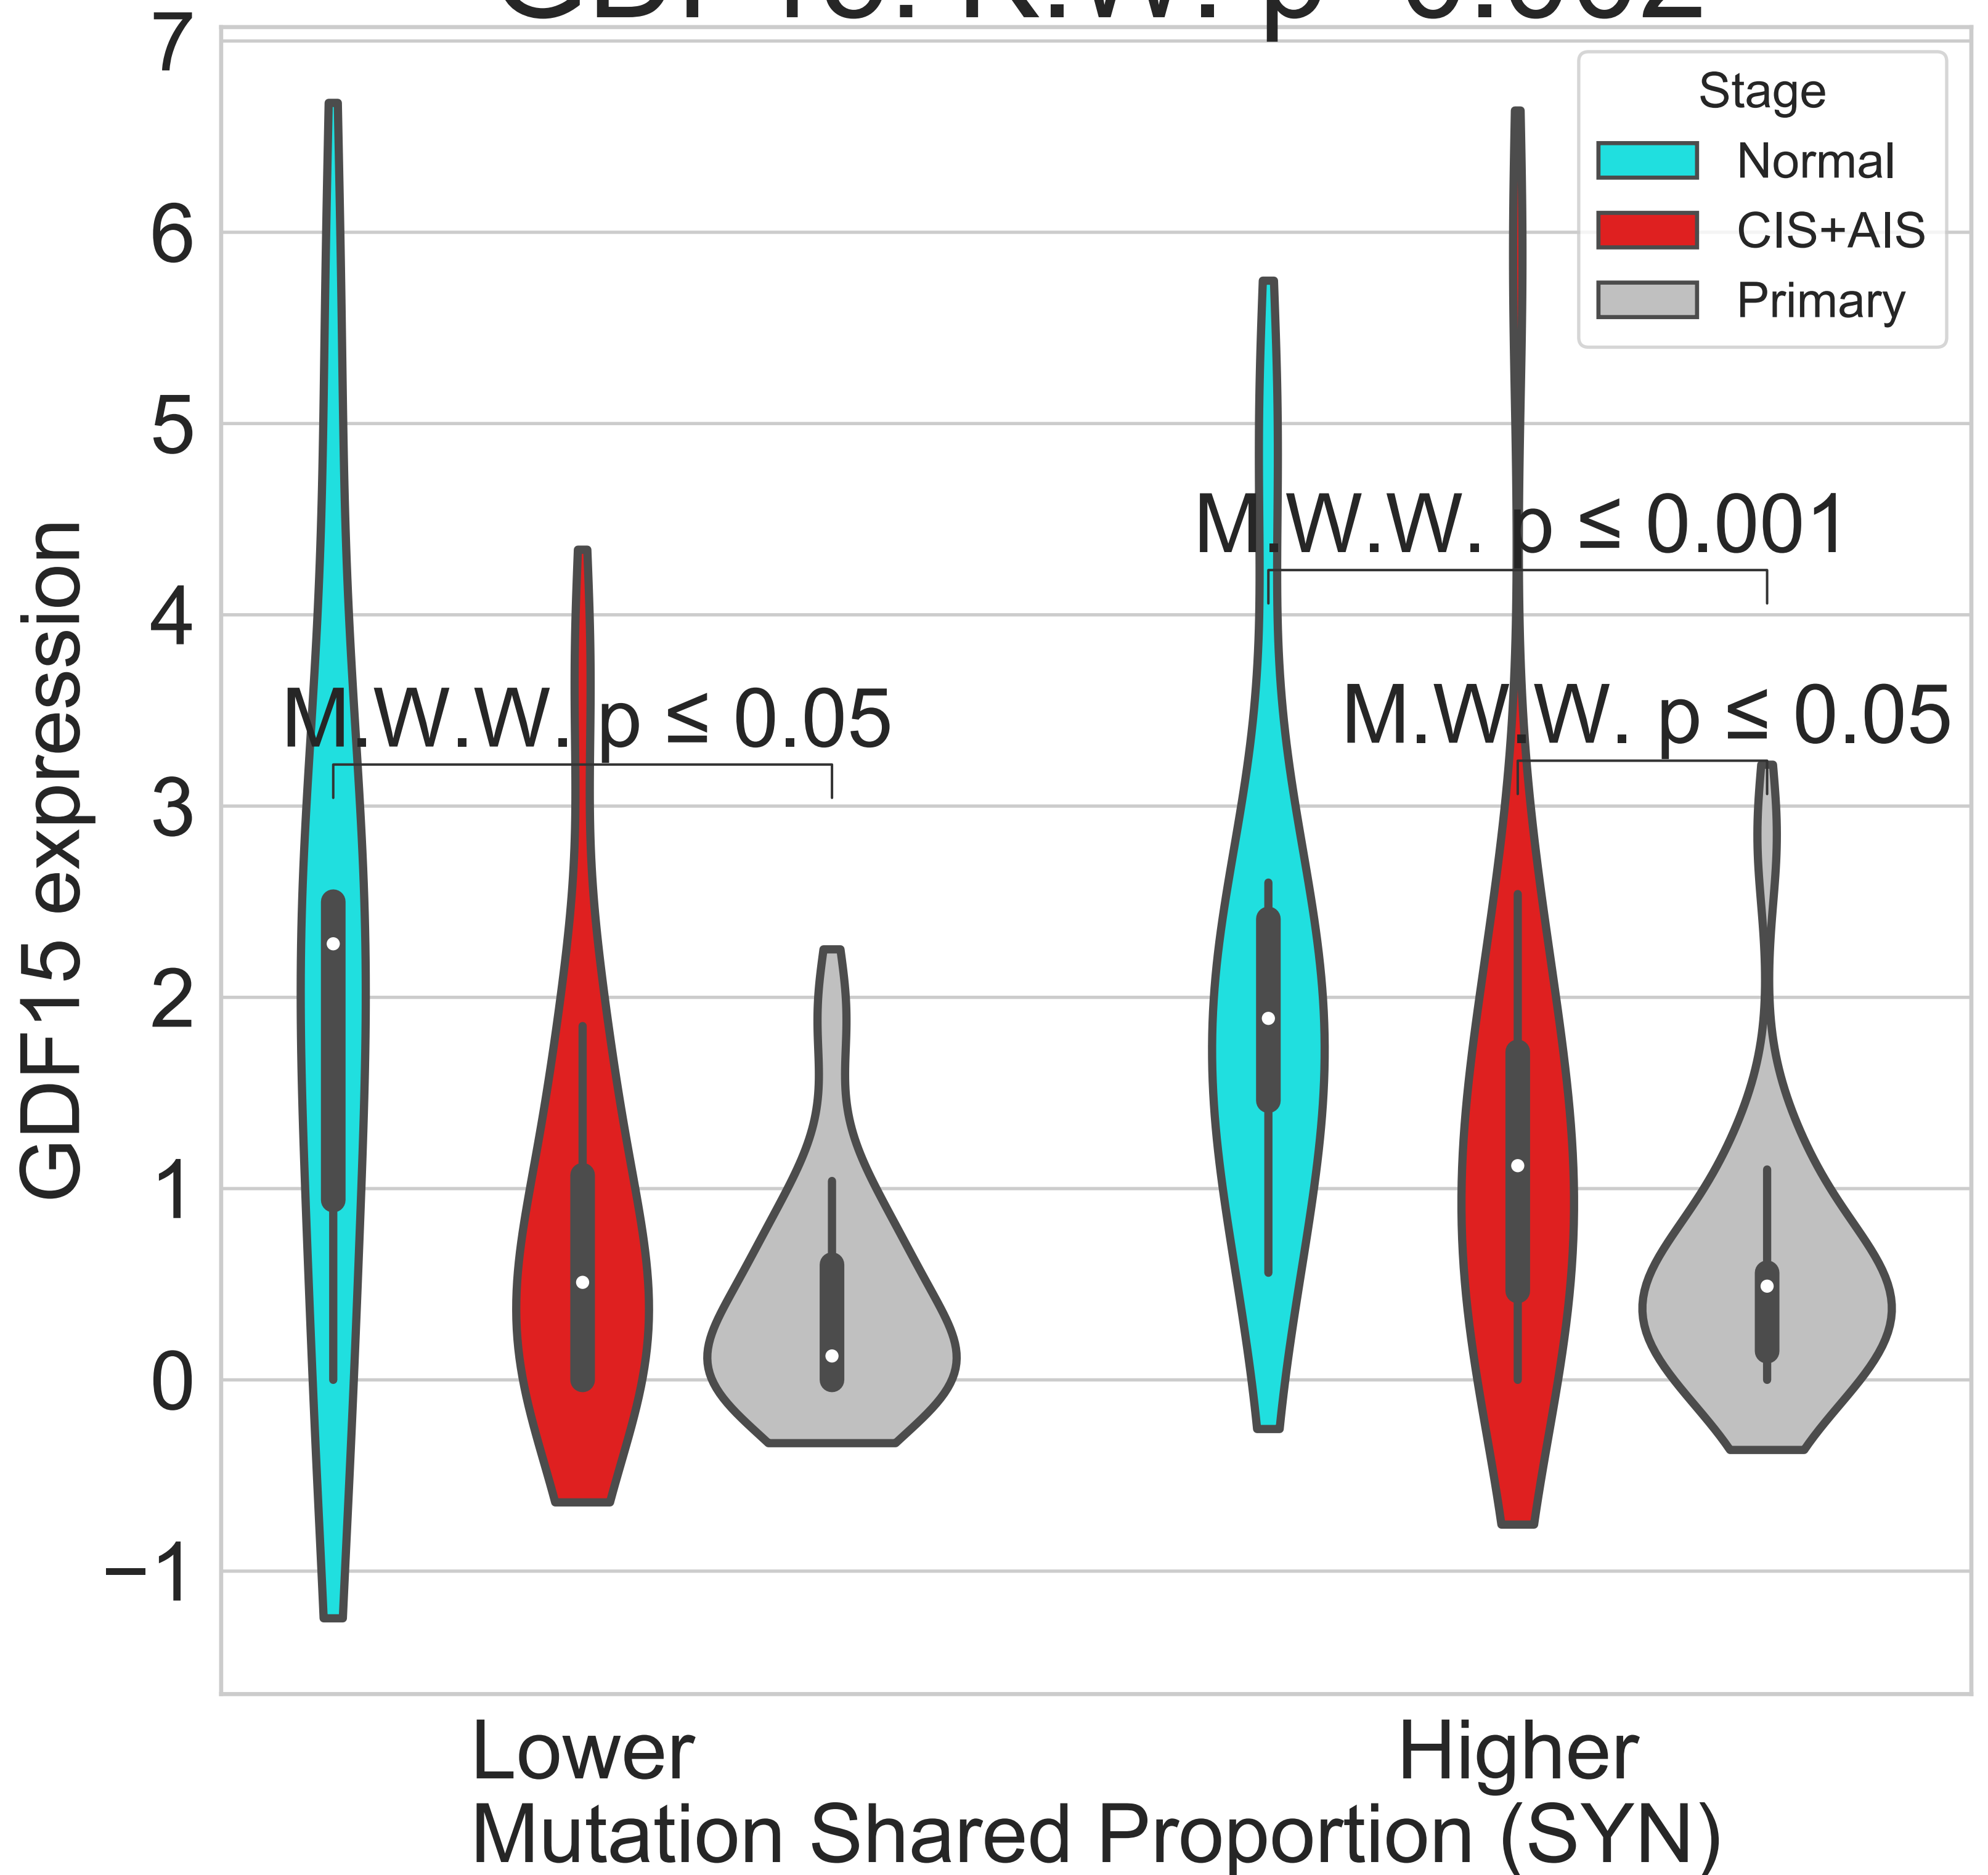 7
Stage
Normal
CIS+AIS
Primary
6
5
4
3
2
1
0
−1
GDF15 expression
M.W.W. p ≤ 0.001
M.W.W. p ≤ 0.05
M.W.W. p ≤ 0.05
Lower
Higher
Mutation Shared Proportion (SYN)